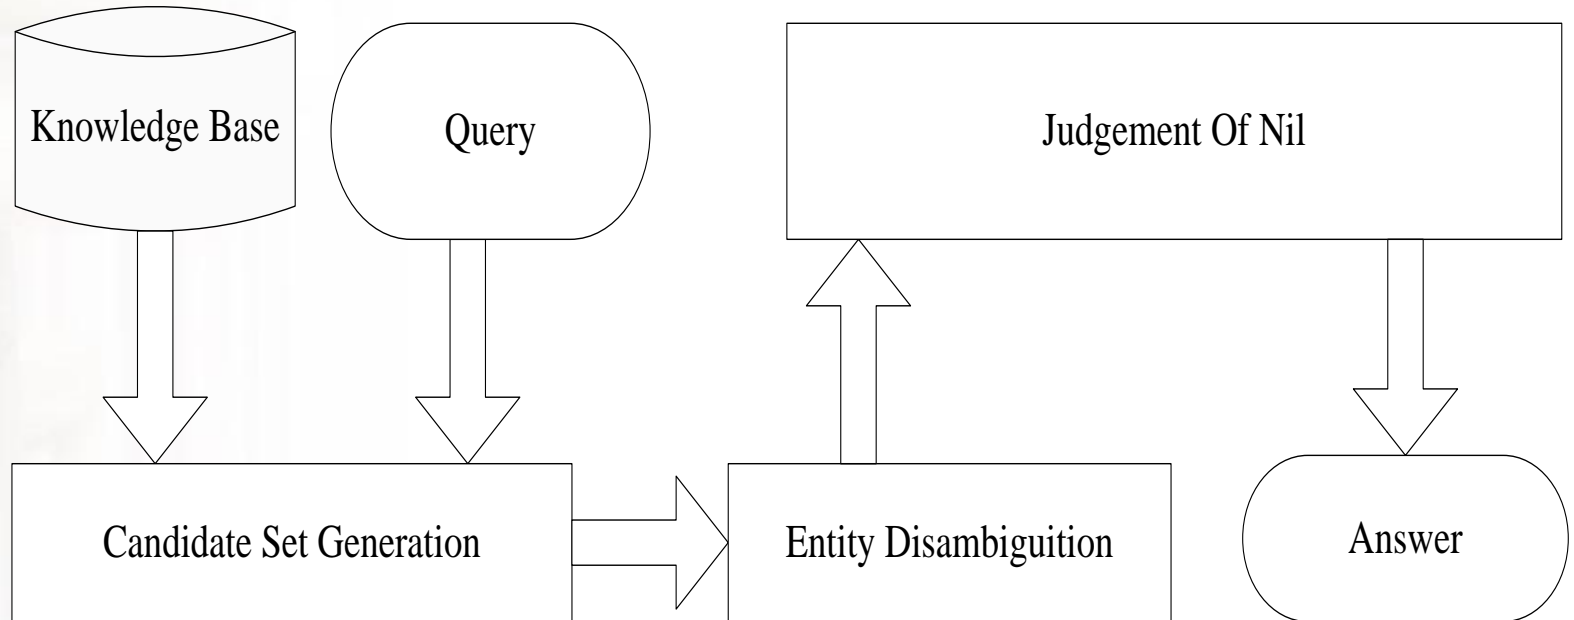 Knowledge Base
Query
Judgement Of Nil
Candidate Set Generation
Entity Disambiguition
Answer